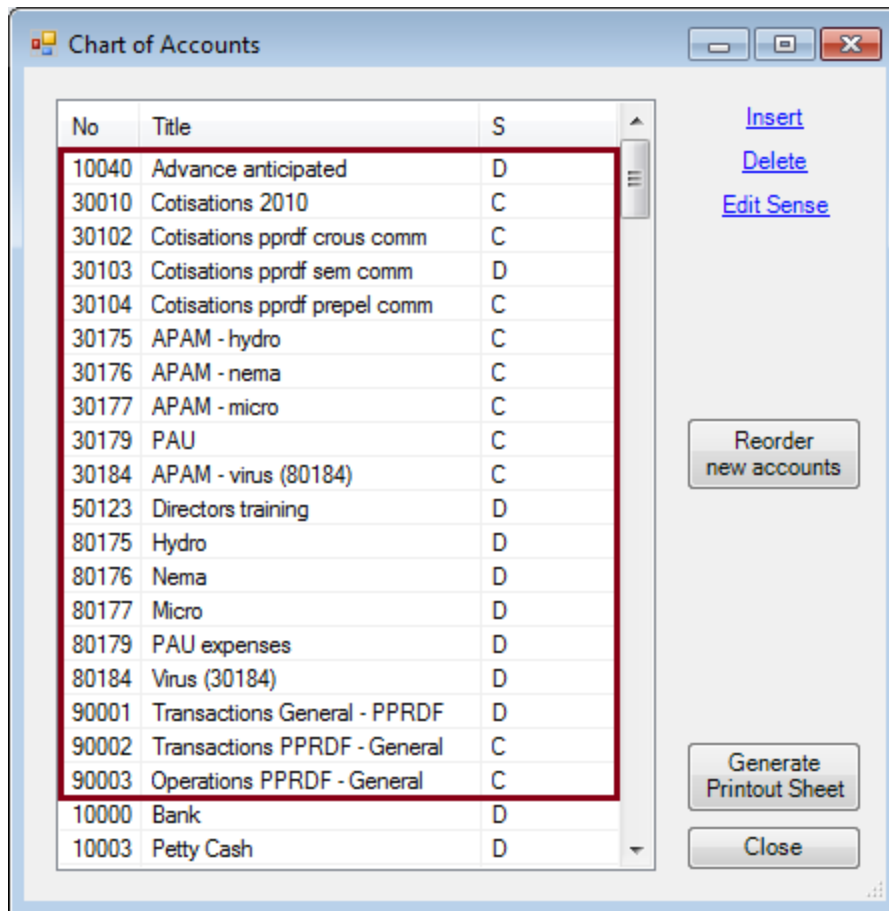 Chart of Accounts
No Title S
10040 Advance anticipated D
30010 Cotisations 2010 C
30102 Cotisations pprdf crous comm C
30103 Cotisations pprdf sem comm D
30104 Cotisations pprdf prepel comm C
30175 APAM - hydro C
30176 APAM - nema C
30177 APAM - micro C
30179 PAU C
30184 APAM - virus (80184) C
50123 Directors training D
80175 Hydro D
80176 Nema D
80177 Micro D
80179 PAU expenses D
80184 Virus (30184) D
90001 Transactions General - PPRDF D
90002 Transactions PPRDF - General C
90003 Operations PPRDF - General C
10000 Bank D
10003 Petty Cash D
Insert
Delete
Edit Sense
Reorder
new accounts
Generate
Printout Sheet
Close